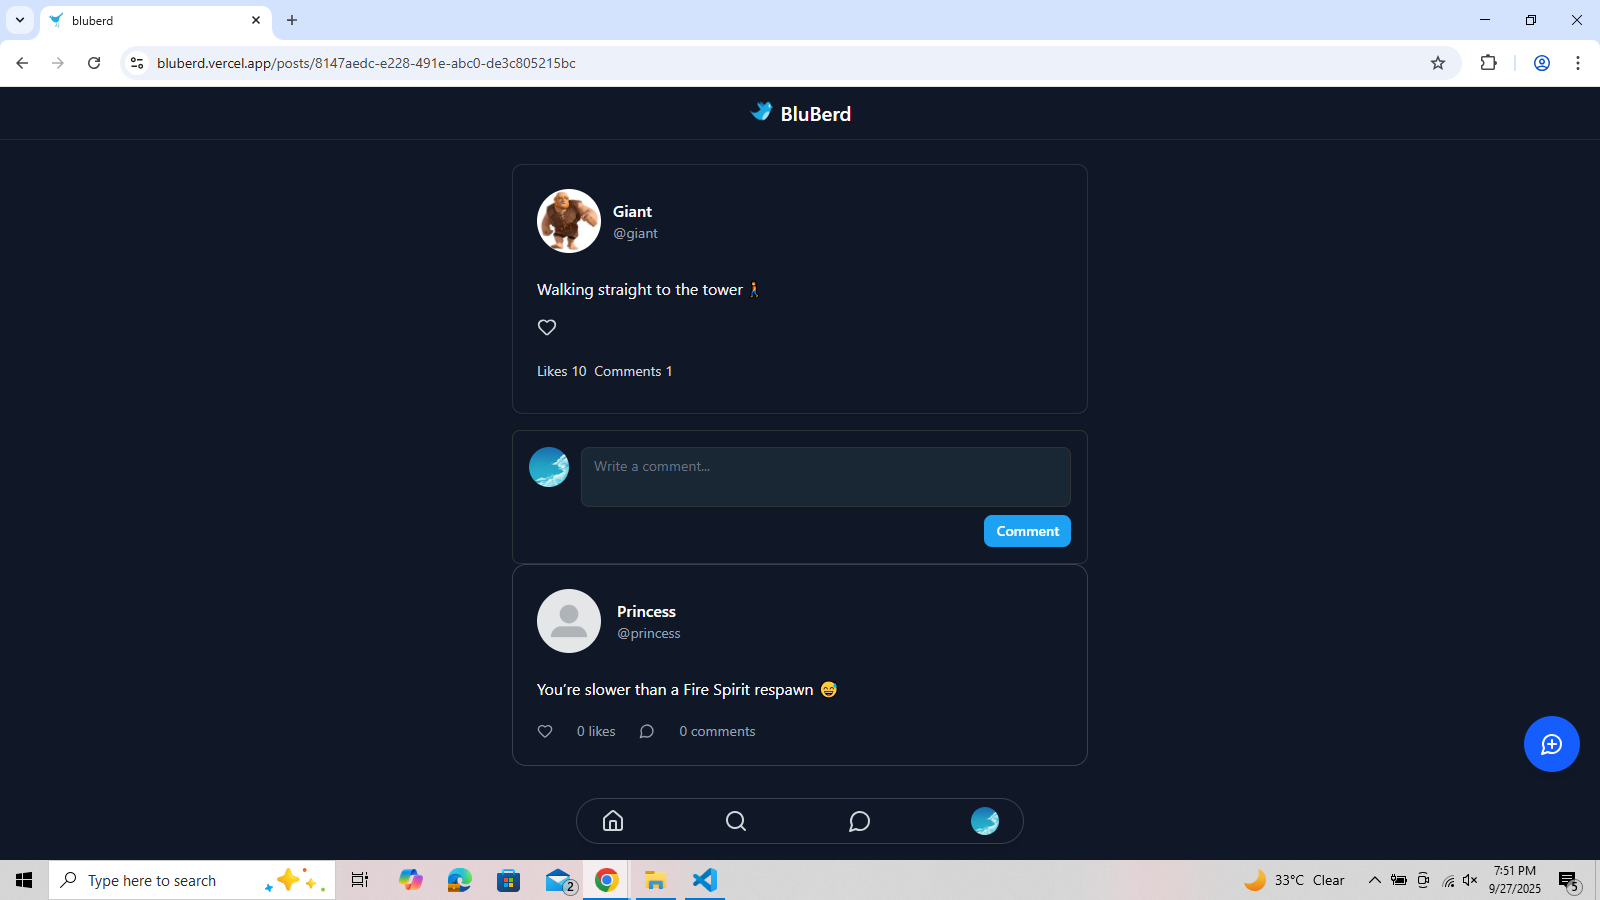 bluberd
bluberd.vercel.app/posts/8147aedc-e228-491e-abc0-de3c805215bc
BluBerd
Giant
@giant
Walking straight to the tower 🚶
Likes 10 Comments 1
Write a comment...
Comment
Princess
@princess
You’re slower than a Fire Spirit respawn 😅
0 likes 0 comments
Type here to search
2
33°C Clear
7:51 PM
9/27/2025
5